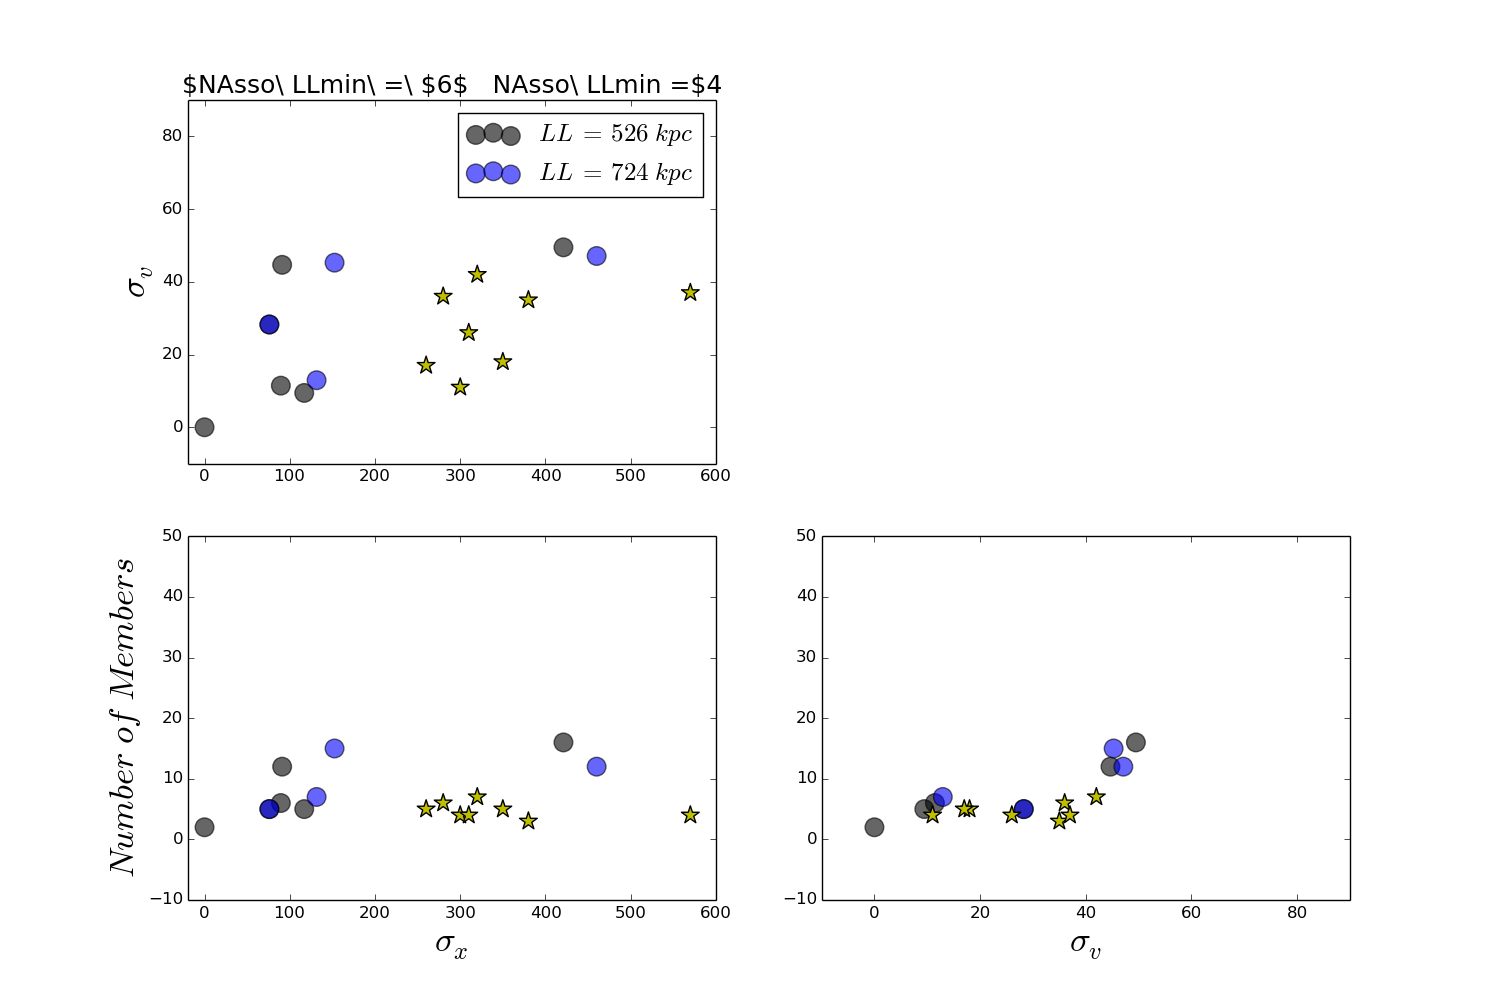 $NAsso\ LLmin\ =\ $6$   NAsso\ LLmin =$4
LL = 526 kpc
LL = 724 kpc
σ_v
80
60
40
20
0
0 100 200 300 400 500 600
Number of Members
50
40
30
20
10
0
−10
0 100 200 300 400 500 600
σ_x
50
40
30
20
10
0
−10
0 20 40 60 80
σ_v